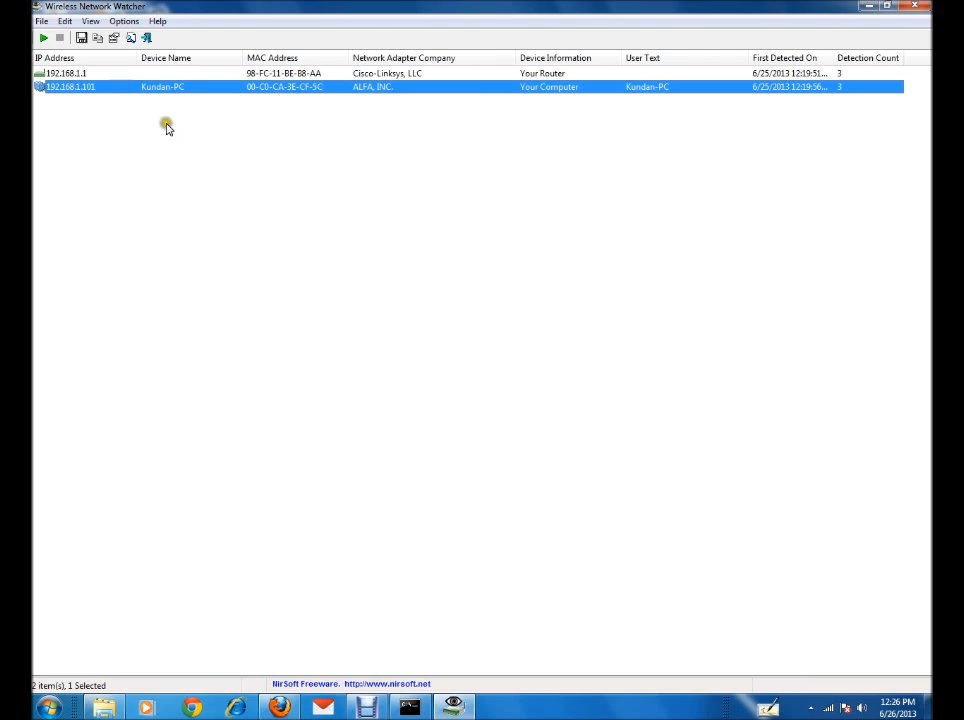 Wireless Network Watcher
File Edit View Options Help
IP Address Device Name MAC Address Network Adapter Company Device Information User Text First Detected On Detection Count
192.168.1.1 98-FC-11-BE-B8-AA Cisco-Linksys, LLC Your Router 6/25/2013 12:19:51... 3
192.168.1.101 Kundan-PC 00-C0-CA-3E-CF-5C ALFA, INC. Your Computer Kundan-PC 6/25/2013 12:19:56... 3
2 item(s), 1 Selected NirSoft Freeware. http://www.nirsoft.net
12:26 PM
6/26/2013